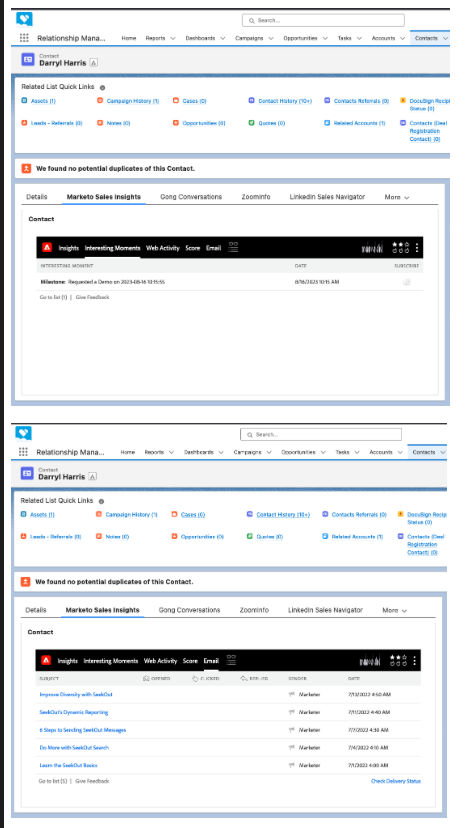 Search...
Relationship Mana... Home Reports Dashboards Campaigns Opportunities Tasks Accounts Contacts
Contact
Darryl Harris
Related List Quick Links
Assets (1) Campaign History (1) Cases (0) Contact History (10+) Contacts Referrals (0) DocuSign Recipi
Status (0)
Leads - Referrals (0) Notes (0) Opportunities (0) Quotes (0) Related Accounts (1) Contacts (Deal
Registration
Contact) (0)
We found no potential duplicates of this Contact.
Details Marketo Sales Insights Gong Conversations ZoomInfo LinkedIn Sales Navigator More
Contact
Insights Interesting Moments Web Activity Score Email
INTERESTING MOMENT DATE SUBSCRIBE
Milestone: Requested a Demo on 2023-08-16 10:15:55 8/16/2023 10:15 AM
Go to list (1) | Give Feedback
Search...
Relationship Mana... Home Reports Dashboards Campaigns Opportunities Tasks Accounts Contacts
Contact
Darryl Harris
Related List Quick Links
Assets (1) Campaign History (1) Cases (0) Contact History (10+) Contacts Referrals (0) DocuSign Recipi
Status (0)
Leads - Referrals (0) Notes (0) Opportunities (0) Quotes (0) Related Accounts (1) Contacts (Deal
Registration
Contact) (0)
We found no potential duplicates of this Contact.
Details Marketo Sales Insights Gong Conversations ZoomInfo LinkedIn Sales Navigator More
Contact
Insights Interesting Moments Web Activity Score Email
SUBJECT OPENED CLICKED REPLIED SENDER DATE
Improve Diversity with SeekOut Marketer 7/13/2022 4:50 AM
SeekOut's Dynamic Reporting Marketer 7/11/2022 4:40 AM
6 Steps to Sending SeekOut Messages Marketer 7/7/2022 4:30 AM
Do More with SeekOut Search Marketer 7/4/2022 4:10 AM
Learn the SeekOut Basics Marketer 7/1/2022 4:00 AM
Go to list (5) | Give Feedback Check Delivery Status